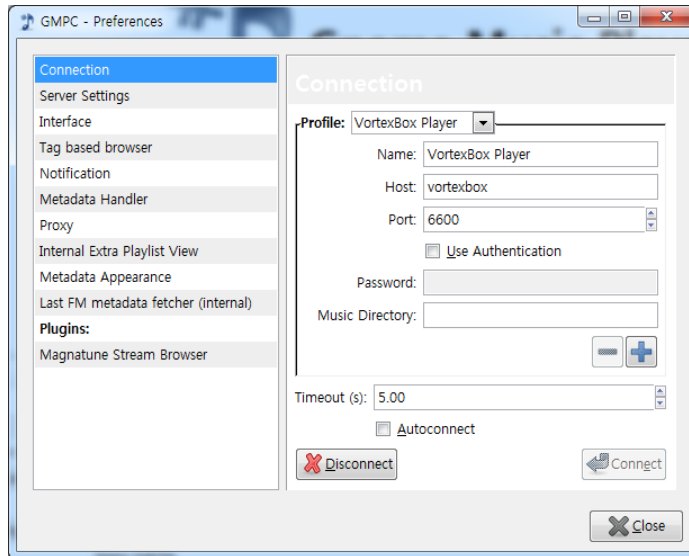 GMPC - Preferences
Connection
Server Settings
Interface
Tag based browser
Notification
Metadata Handler
Proxy
Internal Extra Playlist View
Metadata Appearance
Last FM metadata fetcher (internal)
Plugins:
Magnatune Stream Browser
Connection
Profile: VortexBox Player
Name: VortexBox Player
Host: vortexbox
Port: 6600
Use Authentication
Password:
Music Directory:
Timeout (s): 5.00
Autoconnect
Disconnect
Connect
Close